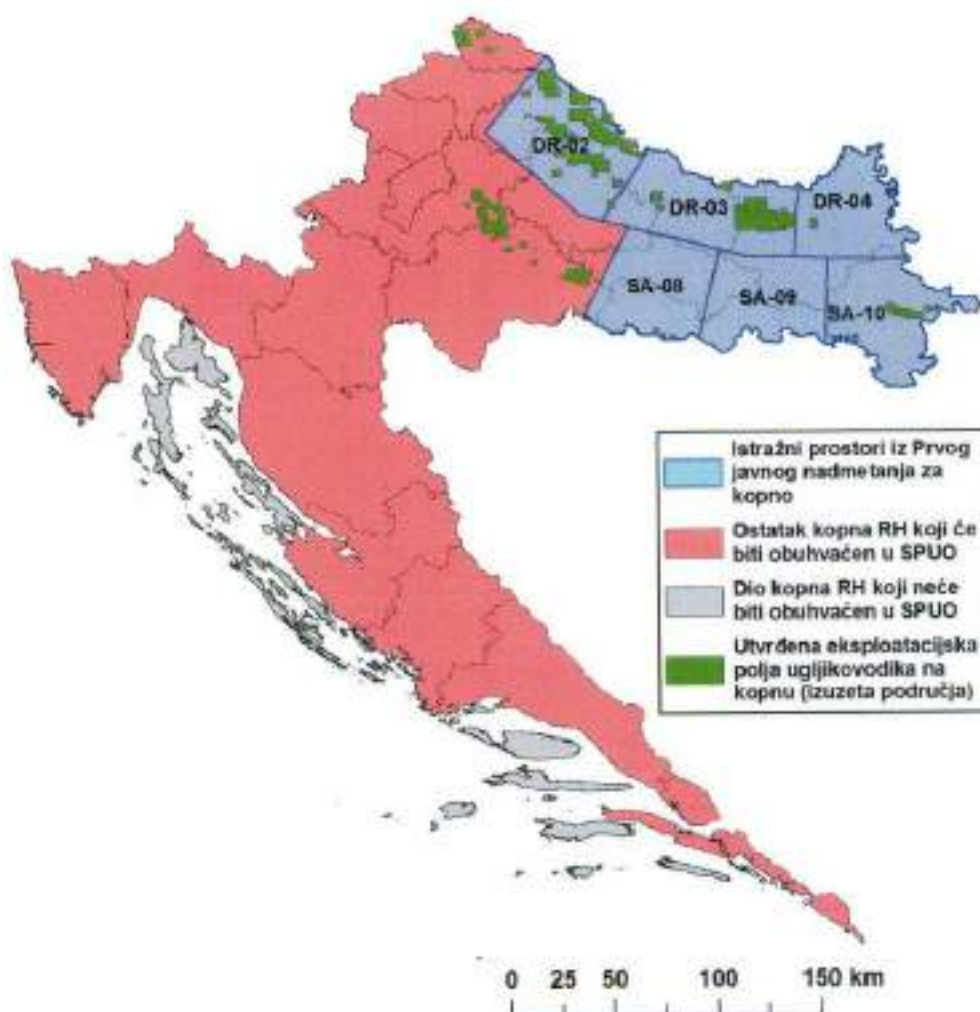 DR-02
DR-03
DR-04
SA-08
SA-09
SA-10
Istražni prostori iz Prvog
javnog nadmetanja za
kopno
Ostatak kopna RH koji će
biti obuhvaćen u SPUO
Dio kopna RH koji neće
biti obuhvaćen u SPUO
Utvrđena eksploatacijska
polja ugljikovodika na
kopnu (izuzeta područja)
0 25 50 100 150 km